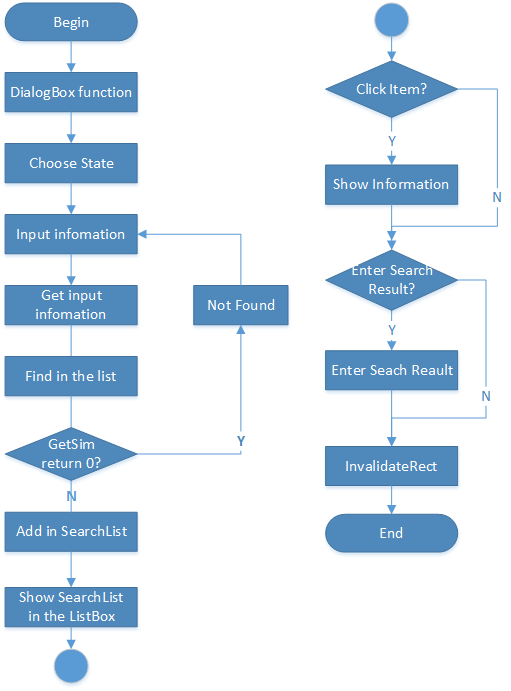 Begin
DialogBox function
Choose State
Input infomation
Get input
infomation
Find in the list
GetSim
return 0?
Y
Not Found
N
Add in SearchList
Show SearchList
in the ListBox
Click Item?
Y
N
Show Information
Enter Search
Result?
Y
N
Enter Seach Reault
InvalidateRect
End